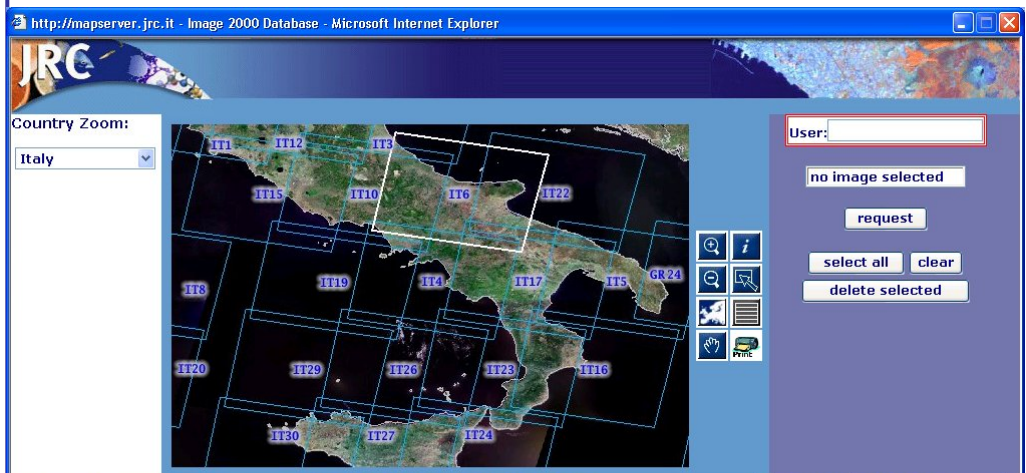 http://mapserver.jrc.it - Image 2000 Database - Microsoft Internet Explorer
JRC
Country Zoom:
Italy
User:
no image selected
request
select all clear
delete selected
IT1 IT12 IT3
IT15 IT10 IT6 IT22
IT8 IT19 IT4 IT17 IT5 GR24
IT20 IT29 IT26 IT23 IT16
IT30 IT27 IT24
i
Print